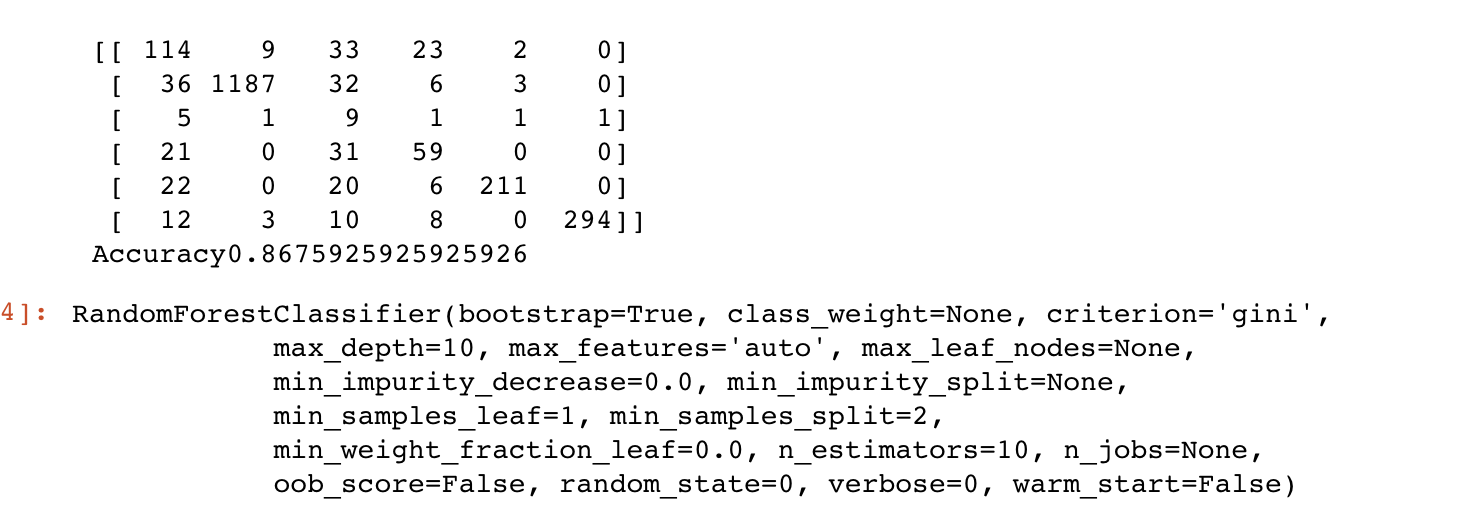 [[ 114    9   33   23    2    0]
 [  36 1187   32    6    3    0]
 [   5    1    9    1    1    1]
 [  21    0   31   59    0    0]
 [  22    0   20    6  211    0]
 [  12    3   10    8    0  294]]
Accuracy0.8675925925925926
4]: RandomForestClassifier(bootstrap=True, class_weight=None, criterion='gini',
            max_depth=10, max_features='auto', max_leaf_nodes=None,
            min_impurity_decrease=0.0, min_impurity_split=None,
            min_samples_leaf=1, min_samples_split=2,
            min_weight_fraction_leaf=0.0, n_estimators=10, n_jobs=None,
            oob_score=False, random_state=0, verbose=0, warm_start=False)